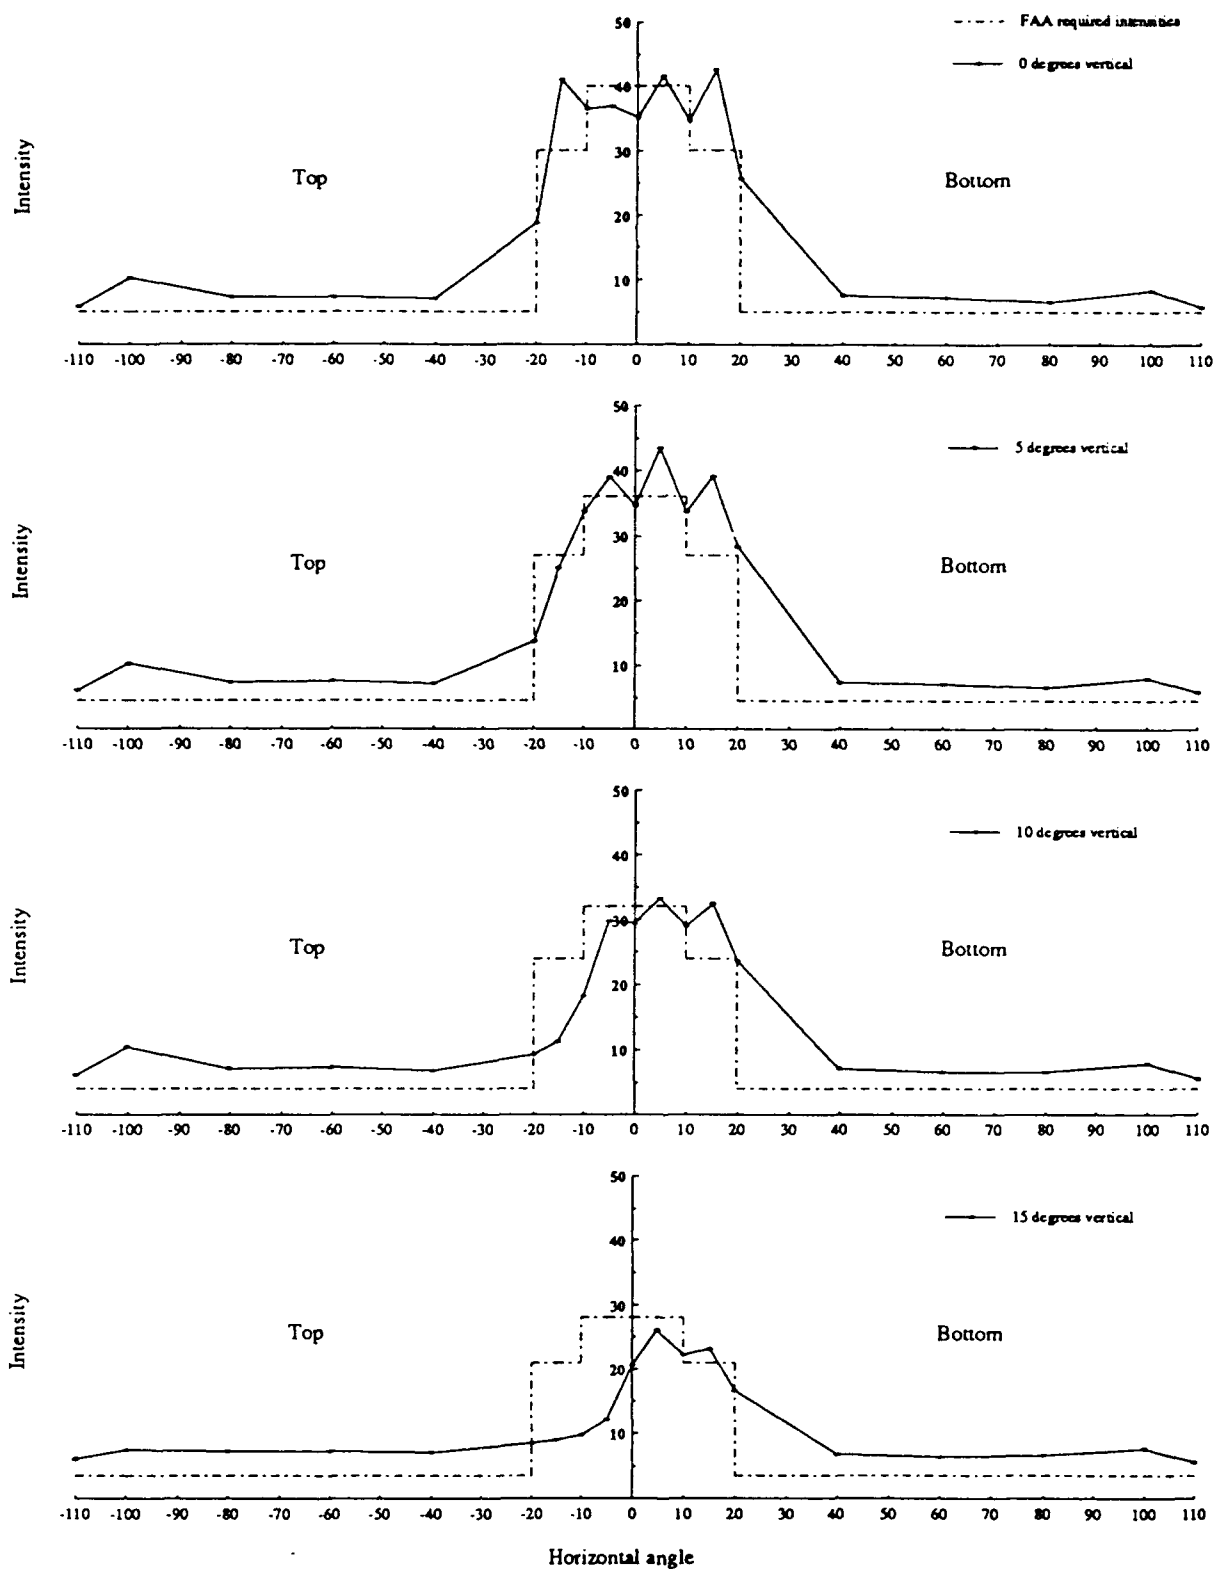 50
FAA required intensities
0 degrees vertical
40
30
Intensity
Top
Bottom
20
10
-110 -100 -90 -80 -70 -60 -50 -40 -30 -20 -10 0 10 20 30 40 50 60 70 80 90 100 110
50
5 degrees vertical
40
30
Intensity
Top
Bottom
20
10
-110 -100 -90 -80 -70 -60 -50 -40 -30 -20 -10 0 10 20 30 40 50 60 70 80 90 100 110
50
10 degrees vertical
40
30
Intensity
Top
Bottom
20
10
-110 -100 -90 -80 -70 -60 -50 -40 -30 -20 -10 0 10 20 30 40 50 60 70 80 90 100 110
50
15 degrees vertical
40
30
Intensity
Top
Bottom
20
10
-110 -100 -90 -80 -70 -60 -50 -40 -30 -20 -10 0 10 20 30 40 50 60 70 80 90 100 110
Horizontal angle